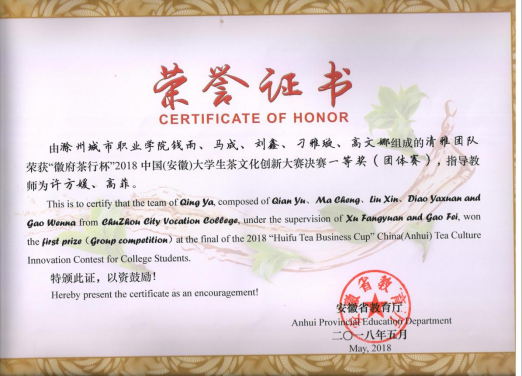 荣誉证书
CERTIFICATE OF HONOR
由滁州城市职业学院钱雨、马成、刘鑫、刁雅璇、高文娜组成的清雅团队
荣获“徽府茶行杯”2018 中国(安徽)大学生茶文化创新大赛决赛一等奖（团体赛），指导教
师为许方媛、高菲。
This is to certify that the team of Qing Ya, composed of Qian Yu、Ma Cheng、Liu Xin、Diao Yaxuan and
Gao Wenna from ChuZhou City Vocation College, under the supervision of Xu Fangyuan and Gao Fei, won
the first prize (Group competition) at the final of the 2018 “Huifu Tea Business Cup” China(Anhui) Tea Culture
Innovation Contest for College Students.
特颁此证，以资鼓励！
Hereby present the certificate as an encouragement!
安徽省教育厅
安徽省教育厅
Anhui Provincial Education Department
二〇一八年五月
May, 2018